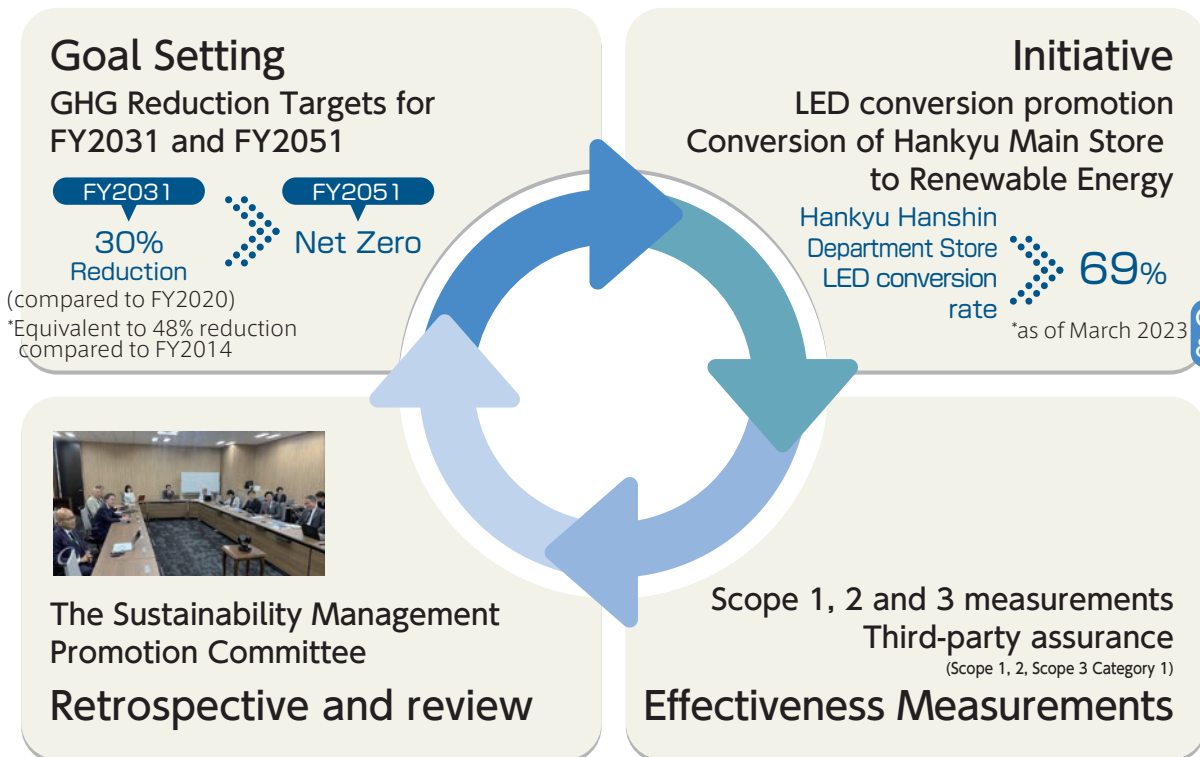 Goal Setting
GHG Reduction Targets for
FY2031 and FY2051
FY2031
FY2051
30%
Reduction
Net Zero
(compared to FY2020)
*Equivalent to 48% reduction
compared to FY2014
Initiative
LED conversion promotion
Conversion of Hankyu Main Store
to Renewable Energy
Hankyu Hanshin
Department Store
LED conversion
rate
69%
*as of March 2023
The Sustainability Management
Promotion Committee
Retrospective and review
Scope 1, 2 and 3 measurements
Third-party assurance
(Scope 1, 2, Scope 3 Category 1)
Effectiveness Measurements